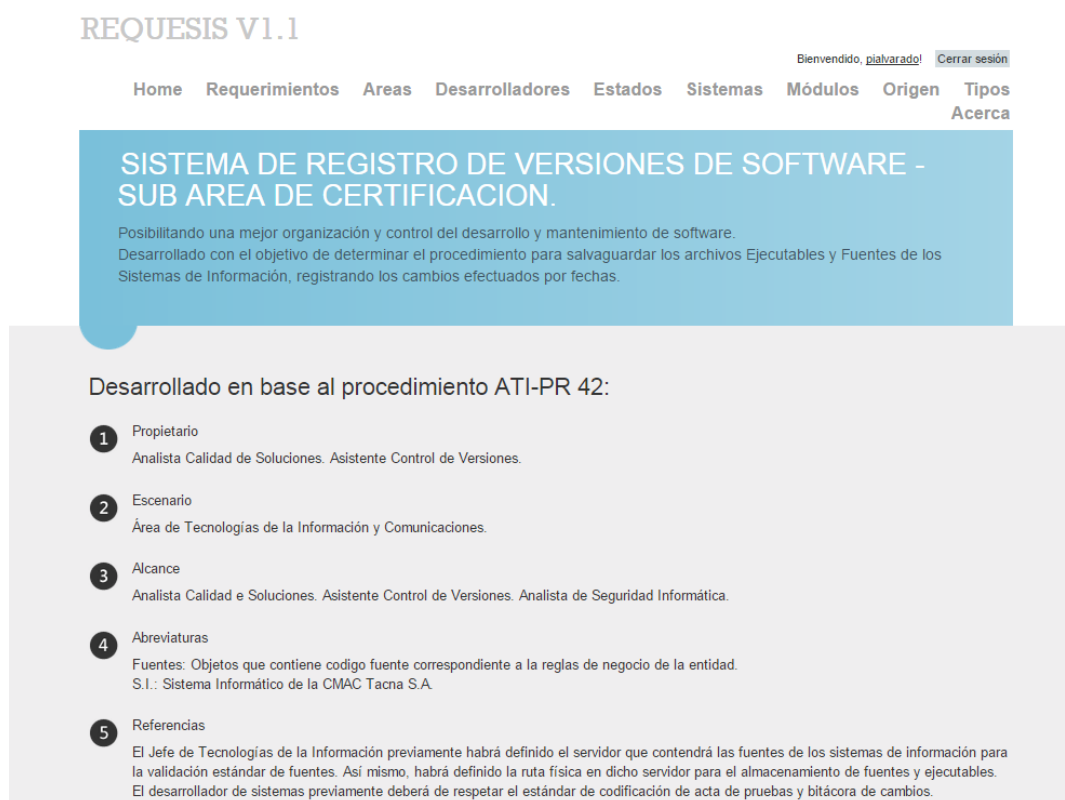 REQUESIS V1.1
Bienvendido, pialvarado! Cerrar sesión
Home Requerimientos Areas Desarrolladores Estados Sistemas Módulos Origen Tipos
Acerca
SISTEMA DE REGISTRO DE VERSIONES DE SOFTWARE -
SUB AREA DE CERTIFICACION.
Posibilitando una mejor organización y control del desarrollo y mantenimiento de software.
Desarrollado con el objetivo de determinar el procedimiento para salvaguardar los archivos Ejecutables y Fuentes de los
Sistemas de Información, registrando los cambios efectuados por fechas.
Desarrollado en base al procedimiento ATI-PR 42:
1 Propietario
Analista Calidad de Soluciones. Asistente Control de Versiones.
2 Escenario
Área de Tecnologías de la Información y Comunicaciones.
3 Alcance
Analista Calidad e Soluciones. Asistente Control de Versiones. Analista de Seguridad Informática.
4 Abreviaturas
Fuentes: Objetos que contiene codigo fuente correspondiente a la reglas de negocio de la entidad.
S.I.: Sistema Informático de la CMAC Tacna S.A.
5 Referencias
El Jefe de Tecnologías de la Información previamente habrá definido el servidor que contendrá las fuentes de los sistemas de información para
la validación estándar de fuentes. Así mismo, habrá definido la ruta física en dicho servidor para el almacenamiento de fuentes y ejecutables.
El desarrollador de sistemas previamente deberá de respetar el estándar de codificación de acta de pruebas y bitácora de cambios.